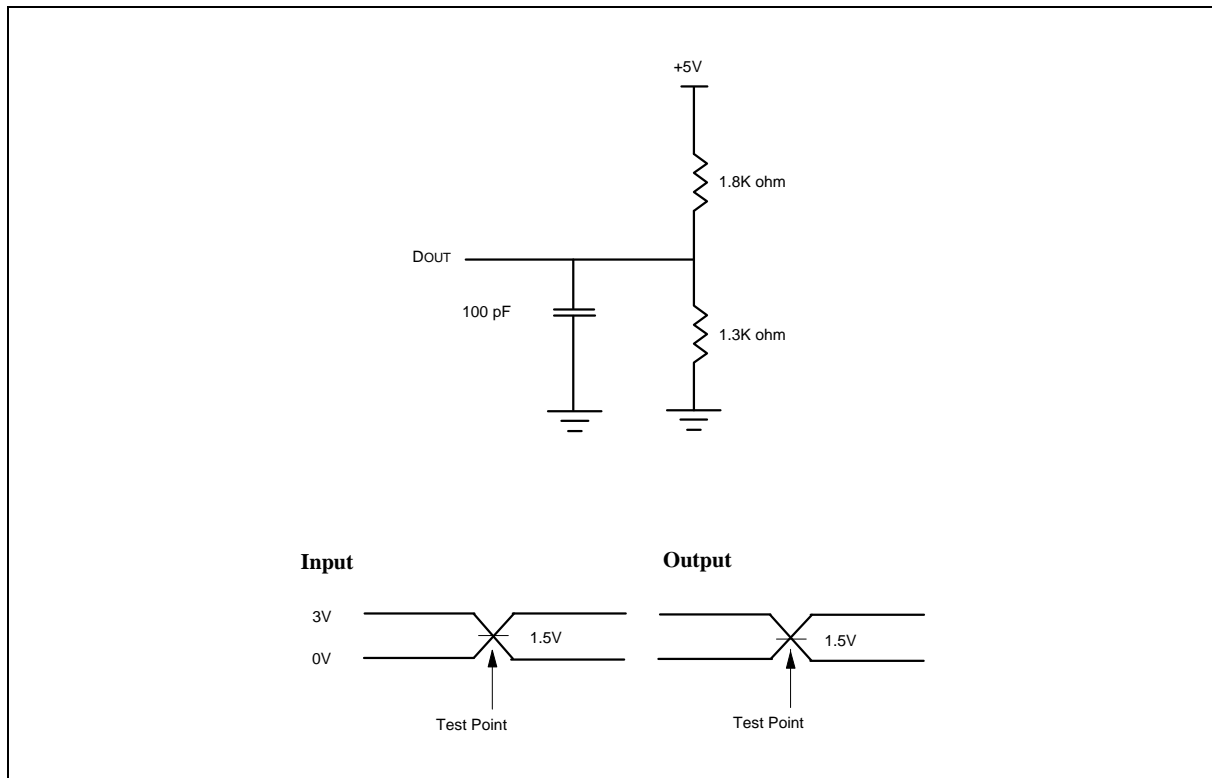 +5V
1.8K ohm
DOUT
100 pF
1.3K ohm
Input
Output
3V
1.5V
1.5V
0V
Test Point
Test Point